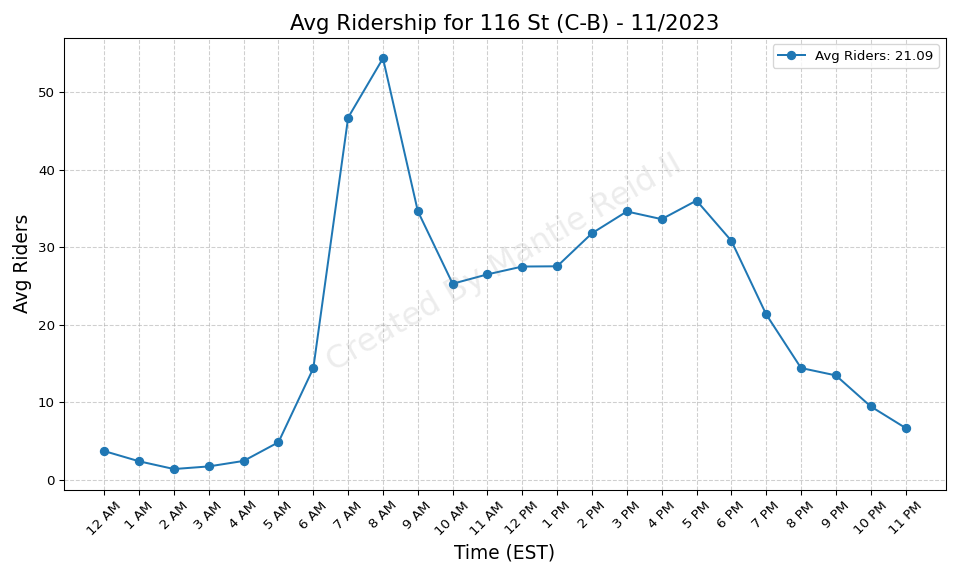 Avg Ridership for 116 St (C-B) - 11/2023
Avg Riders: 21.09
Avg Riders
50
40
30
20
10
0
Created By Mantle Reid II
12 AM
1 AM
2 AM
3 AM
4 AM
5 AM
6 AM
7 AM
8 AM
9 AM
10 AM
11 AM
12 PM
1 PM
2 PM
3 PM
4 PM
5 PM
6 PM
7 PM
8 PM
9 PM
10 PM
11 PM
Time (EST)